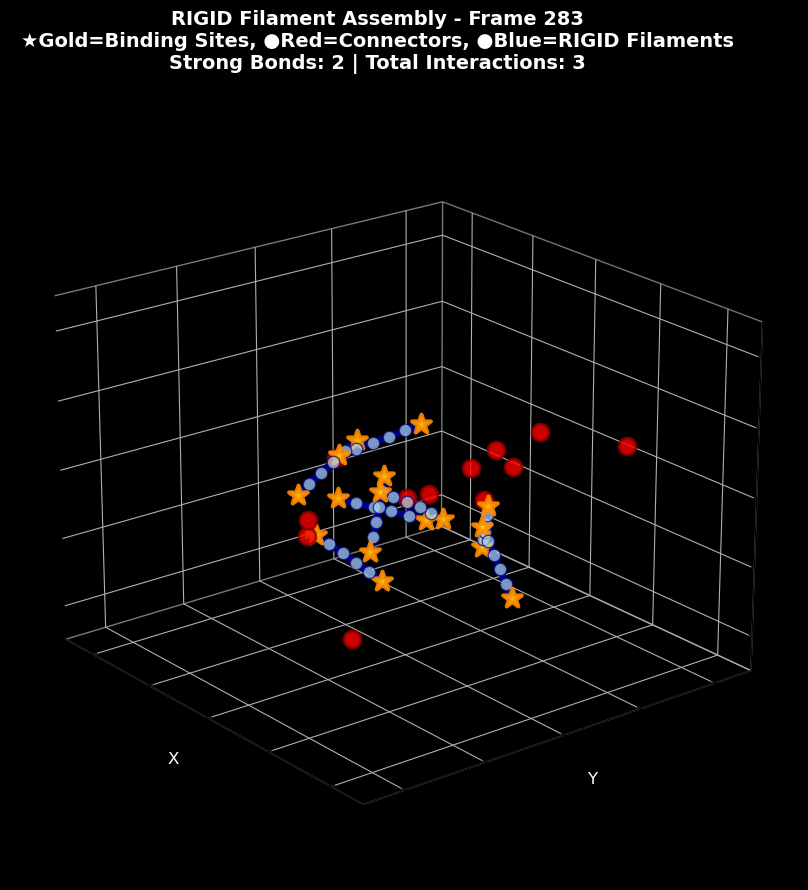 RIGID Filament Assembly - Frame 283
★Gold=Binding Sites, ●Red=Connectors, ●Blue=RIGID Filaments
Strong Bonds: 2 | Total Interactions: 3
X
Y